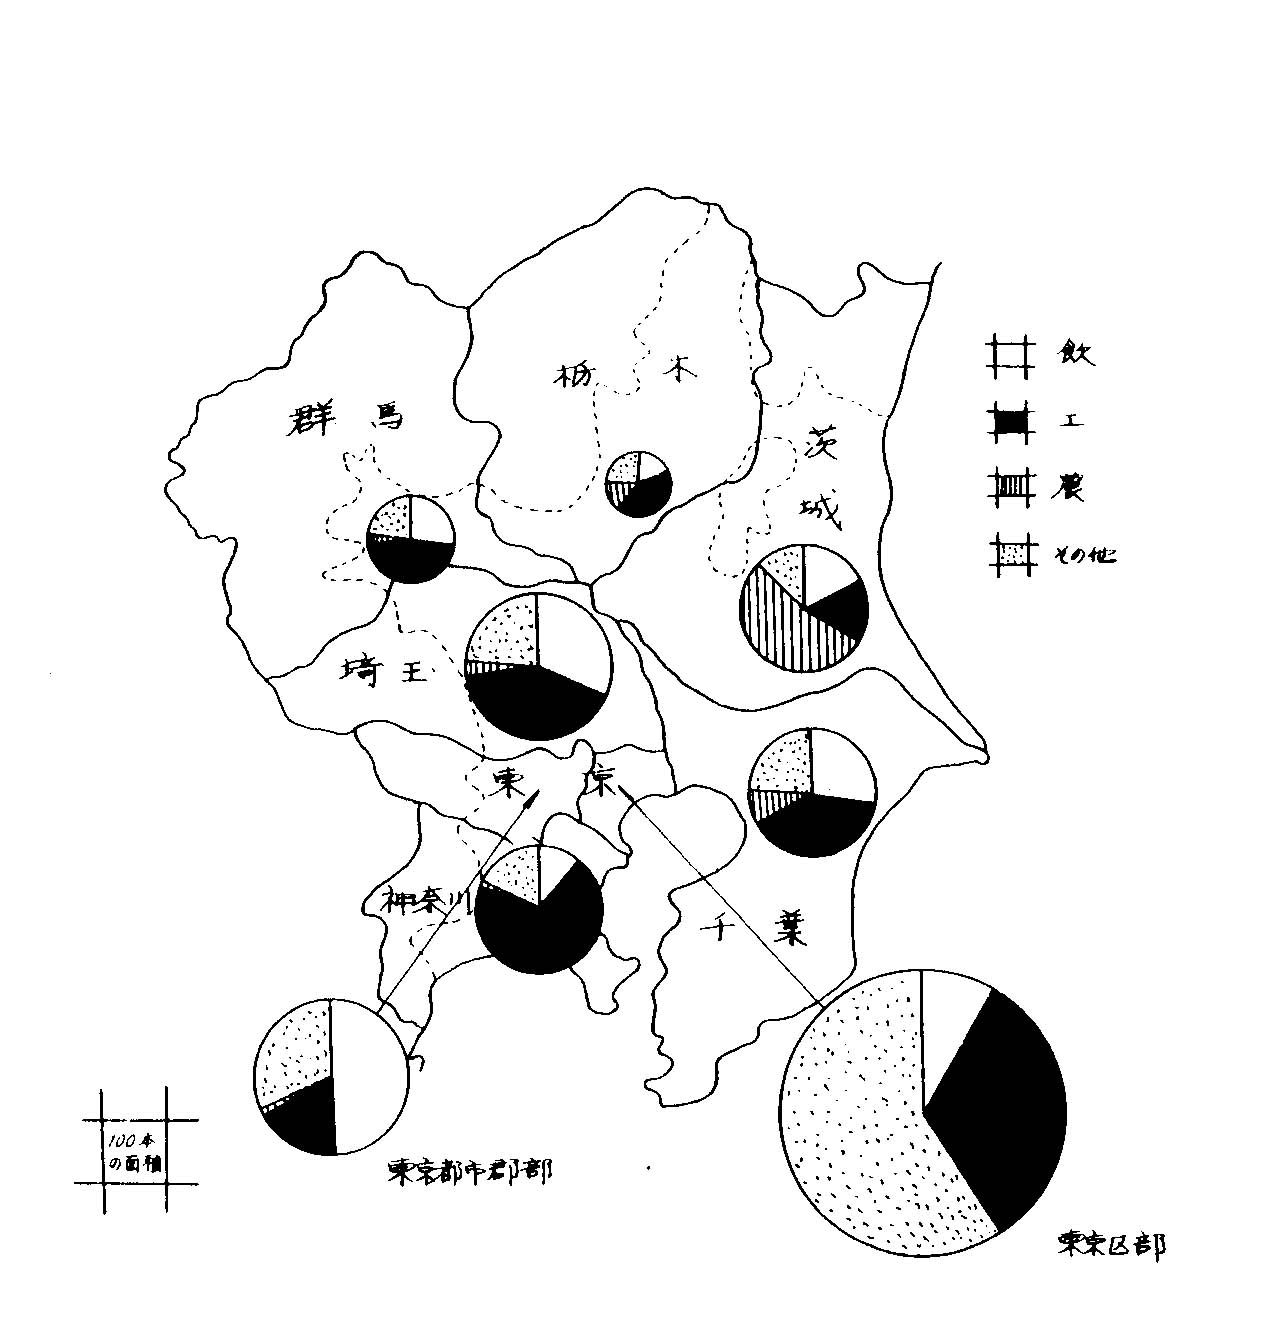 群馬
栃木
茨
城
埼玉
東京
神奈川
千葉
飲
工
農
その他
100本
の面積
東京都市郡部
東京区部